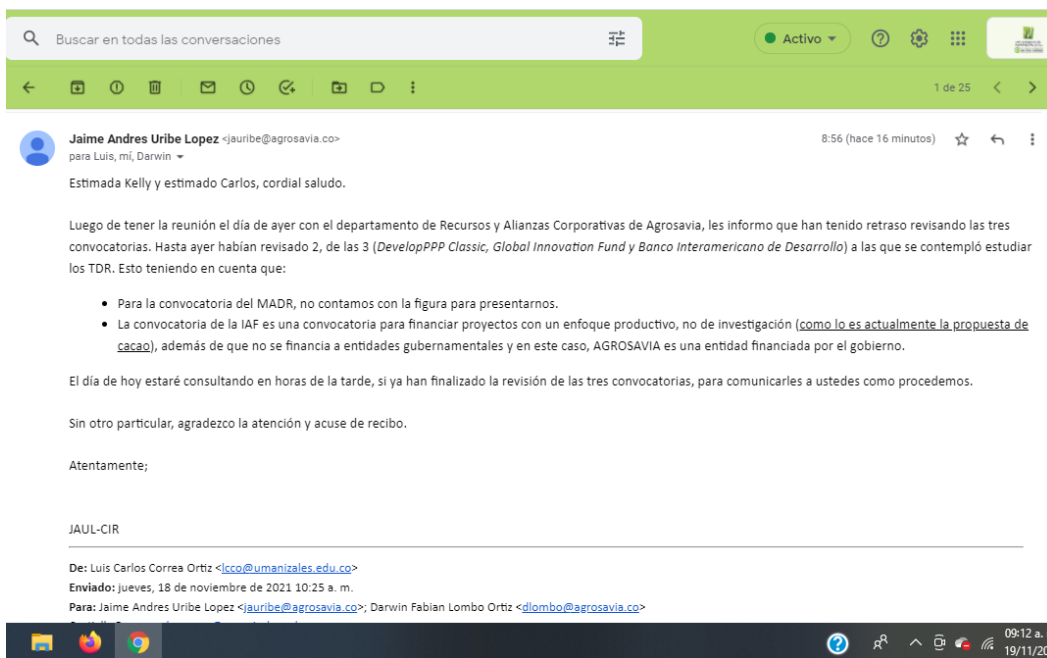 Buscar en todas las conversaciones
Activo
1 de 25
Jaime Andres Uribe Lopez <jauribe@agrosavia.co>
8:56 (hace 16 minutos)
para Luis, mí, Darwin
Estimada Kelly y estimado Carlos, cordial saludo.
Luego de tener la reunión el día de ayer con el departamento de Recursos y Alianzas Corporativas de Agrosavia, les informo que han tenido retraso revisando las tres
convocatorias. Hasta ayer habían revisado 2, de las 3 (DevelopPPP Classic, Global Innovation Fund y Banco Interamericano de Desarrollo) a las que se contempló estudiar
los TDR. Esto teniendo en cuenta que:
• Para la convocatoria del MADR, no contamos con la figura para presentarnos.
• La convocatoria de la IAF es una convocatoria para financiar proyectos con un enfoque productivo, no de investigación (como lo es actualmente la propuesta de
cacao), además de que no se financia a entidades gubernamentales y en este caso, AGROSAVIA es una entidad financiada por el gobierno.
El día de hoy estaré consultando en horas de la tarde, si ya han finalizado la revisión de las tres convocatorias, para comunicarles a ustedes como procedemos.
Sin otro particular, agradezco la atención y acuse de recibo.
Atentamente;
JAUL-CIR
De: Luis Carlos Correa Ortiz <lcco@umanizales.edu.co>
Enviado: jueves, 18 de noviembre de 2021 10:25 a. m.
Para: Jaime Andres Uribe Lopez <jauribe@agrosavia.co>; Darwin Fabian Lombo Ortiz <dlombo@agrosavia.co>
09:12 a.
19/11/20